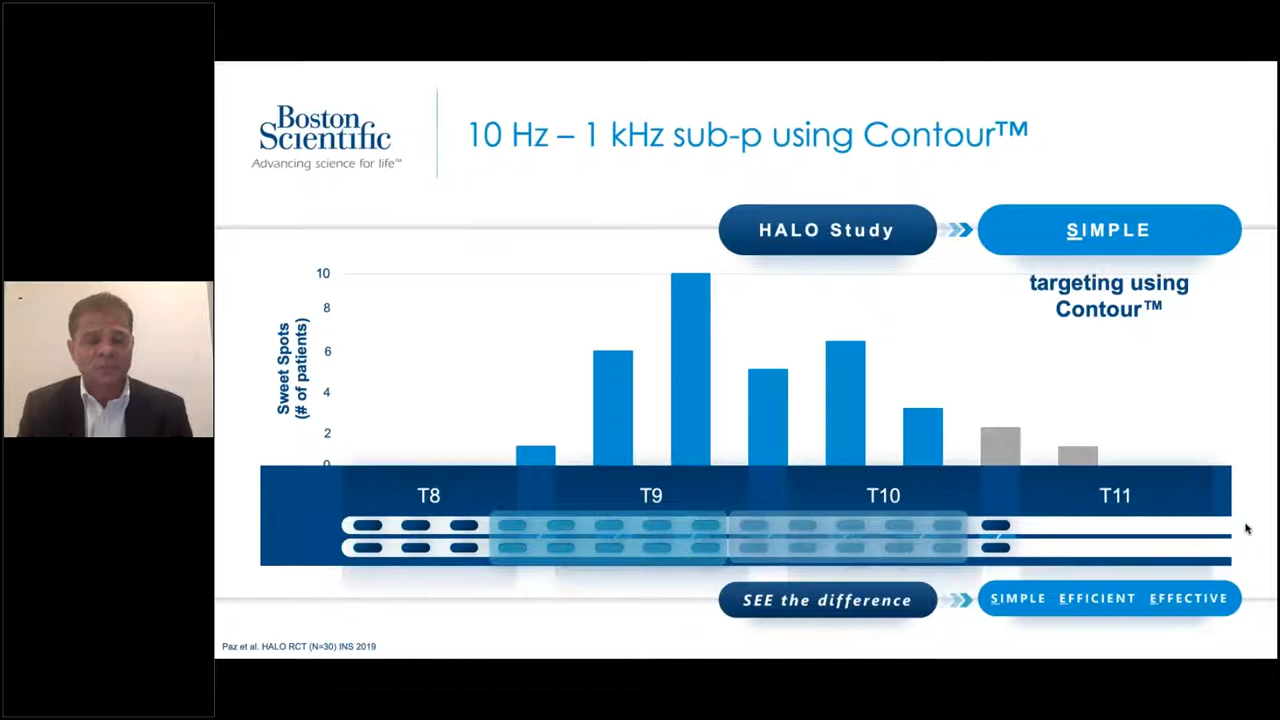 Boston
Scientific
Advancing science for life™
10 Hz – 1 kHz sub-p using Contour™
HALO Study
SIMPLE
targeting using
Contour™
Sweet Spots
(# of patients)
10
8
6
4
2
0
T8
T9
T10
T11
SEE the difference
SIMPLE EFFICIENT EFFECTIVE
Paz et al. HALO RCT (N=30) INS 2019